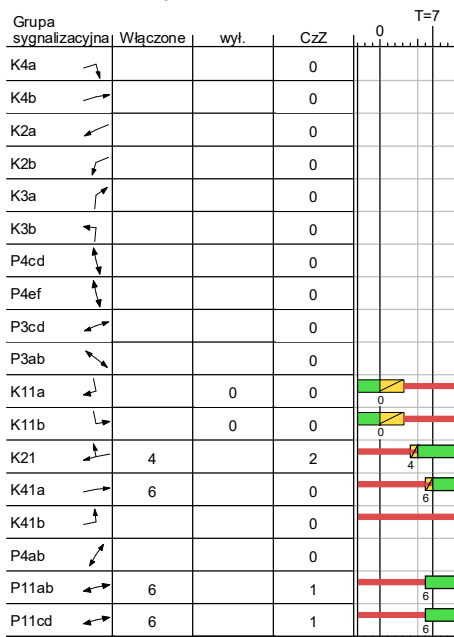 Grupa
sygnalizacyjna Włączone wył. CzZ 0 T=7
K4a 0
K4b 0
K2a 0
K2b 0
K3a 0
K3b 0
P4cd 0
P4ef 0
P3cd 0
P3ab 0
K11a 0 0 0
K11b 0 0 0
K21 4 2 4
K41a 6 0 6
K41b 0
P4ab 0
P11ab 6 1 6
P11cd 6 1 6